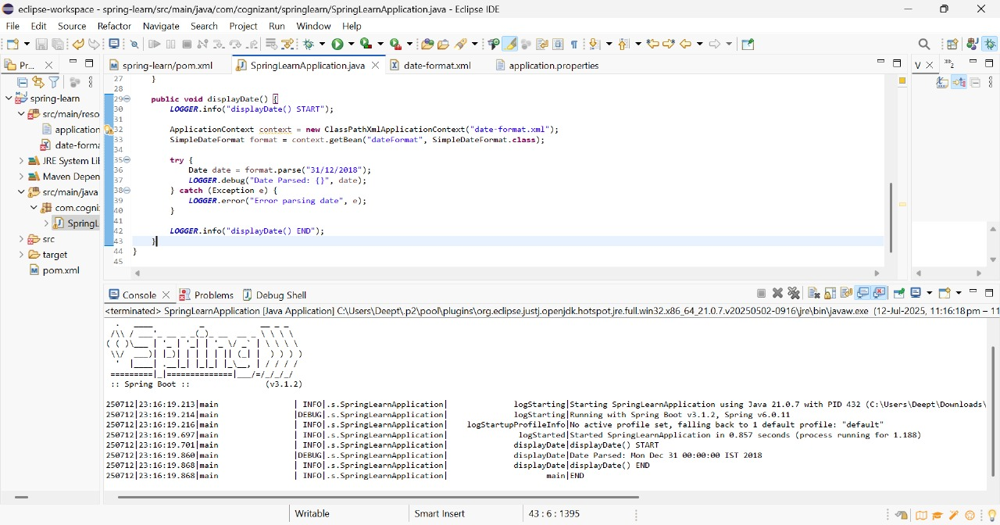 eclipse-workspace - spring-learn/src/main/java/com/cognizant/springlearn/SpringLearnApplication.java - Eclipse IDE
File Edit Source Refactor Navigate Search Project Run Window Help
Pr...
spring-learn/pom.xml
SpringLearnApplication.java
date-format.xml
application.properties
V
2
spring-learn
src/main/reso
application
date-forma
JRE System Lib
Maven Depen
src/main/java
com.cogni
SpringL
src
target
pom.xml
27 }
28
29 public void displayDate() {
30 LOGGER.info("displayDate() START");
31
32 ApplicationContext context = new ClassPathXmlApplicationContext("date-format.xml");
33 SimpleDateFormat format = context.getBean("dateFormat", SimpleDateFormat.class);
34
35 try {
36 Date date = format.parse("31/12/2018");
37 LOGGER.debug("Date Parsed: {}", date);
38 } catch (Exception e) {
39 LOGGER.error("Error parsing date", e);
40 }
41
42 LOGGER.info("displayDate() END");
43 }
44 }
45
Console Problems Debug Shell
<terminated> SpringLearnApplication [Java Application] C:\Users\Deept\.p2\pool\plugins\org.eclipse.justj.openjdk.hotspot.jre.full.win32.x86_64_21.0.7.v20250502-0916\jre\bin\javaw.exe (12-Jul-2025, 11:16:18 pm – 11
:: Spring Boot :: (v3.1.2)
250712|23:16:19.213|main | INFO|.s.SpringLearnApplication| logStarting|Starting SpringLearnApplication using Java 21.0.7 with PID 432 (C:\Users\Deept\Downloads\
250712|23:16:19.214|main |DEBUG|.s.SpringLearnApplication| logStarting|Running with Spring Boot v3.1.2, Spring v6.0.11
250712|23:16:19.216|main | INFO|.s.SpringLearnApplication| logStartupProfileInfo|No active profile set, falling back to 1 default profile: "default"
250712|23:16:19.697|main | INFO|.s.SpringLearnApplication| logStarted|Started SpringLearnApplication in 0.857 seconds (process running for 1.188)
250712|23:16:19.701|main | INFO|.s.SpringLearnApplication| displayDate|displayDate() START
250712|23:16:19.860|main |DEBUG|.s.SpringLearnApplication| displayDate|Date Parsed: Mon Dec 31 00:00:00 IST 2018
250712|23:16:19.868|main | INFO|.s.SpringLearnApplication| displayDate|displayDate() END
250712|23:16:19.868|main | INFO|.s.SpringLearnApplication| main|END
Writable Smart Insert 43 : 6 : 1395